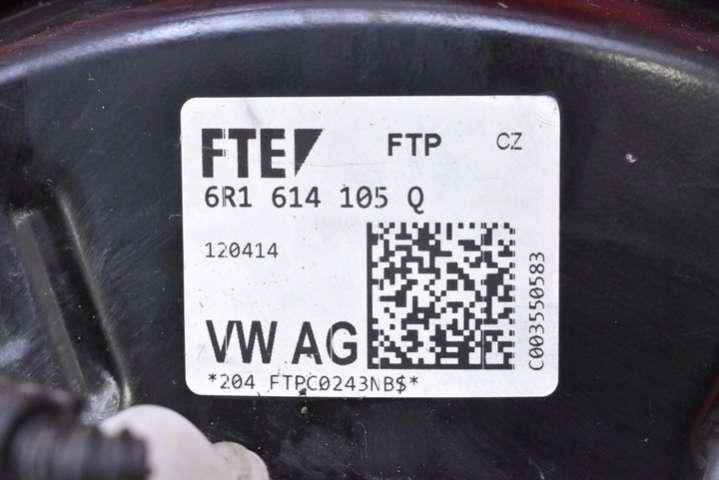 FTE FTP CZ
6R1 614 105 Q
120414
VW AG
*204 FTPC0243NB$*
C003550583